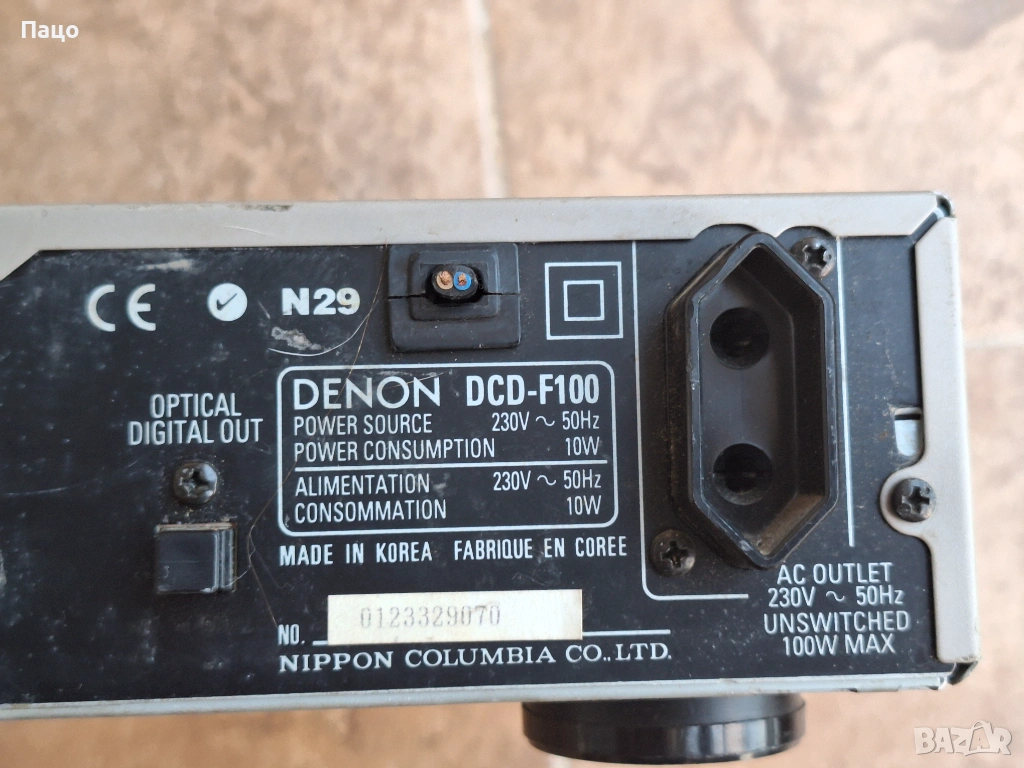 Пацо
CE
N29
OPTICAL
DIGITAL OUT
DENON DCD-F100
POWER SOURCE 230V ~ 50Hz
POWER CONSUMPTION 10W
ALIMENTATION 230V ~ 50Hz
CONSOMMATION 10W
MADE IN KOREA FABRIQUE EN COREE
NO. 0123329070
NIPPON COLUMBIA CO., LTD.
AC OUTLET
230V ~ 50Hz
UNSWITCHED
100W MAX
BAZAR